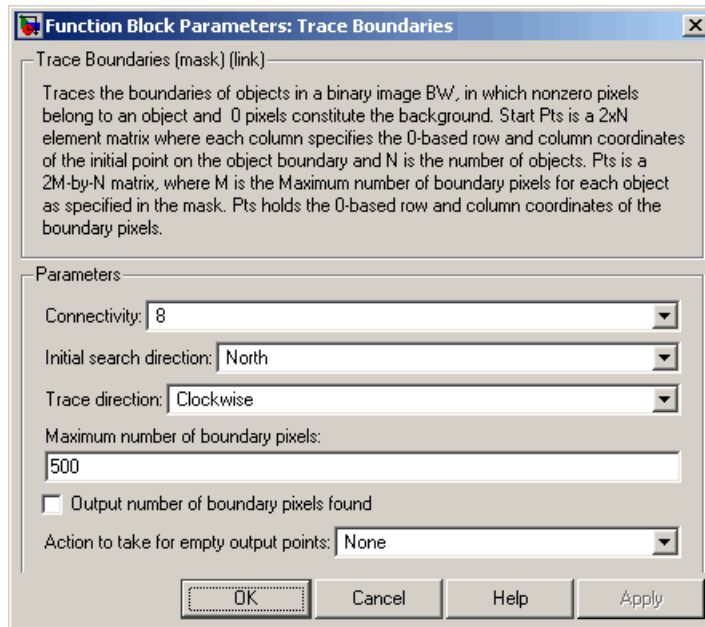 Function Block Parameters: Trace Boundaries
Trace Boundaries (mask) (link)
Traces the boundaries of objects in a binary image BW, in which nonzero pixels
belong to an object and 0 pixels constitute the background. Start Pts is a 2xN
element matrix where each column specifies the 0-based row and column coordinates
of the initial point on the object boundary and N is the number of objects. Pts is a
2M-by-N matrix, where M is the Maximum number of boundary pixels for each object
as specified in the mask. Pts holds the 0-based row and column coordinates of the
boundary pixels.
Parameters
Connectivity: 8
Initial search direction: North
Trace direction: Clockwise
Maximum number of boundary pixels:
500
Output number of boundary pixels found
Action to take for empty output points: None
OK Cancel Help Apply